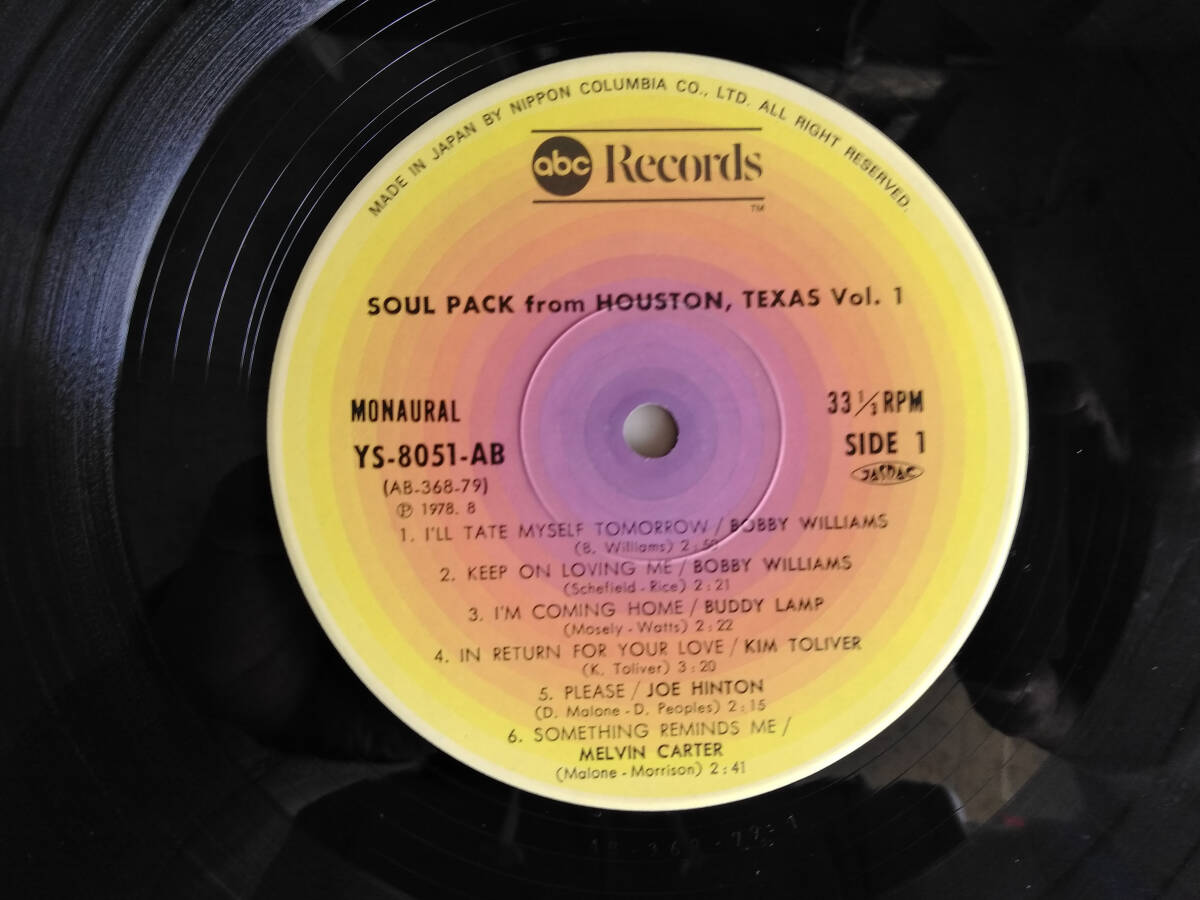 MADE IN JAPAN BY NIPPON COLUMBIA CO., LTD. ALL RIGHT RESERVED.
abc Records
TM
SOUL PACK from HOUSTON, TEXAS Vol. 1
MONAURAL
33 1/3 RPM
YS-8051-AB
SIDE 1
(AB-368-79)
JASRAC
Ⓟ 1978. 8
1. I'LL TATE MYSELF TOMORROW / BOBBY WILLIAMS
(B. Williams) 2:50
2. KEEP ON LOVING ME / BOBBY WILLIAMS
(Schefield - Rice) 2:21
3. I'M COMING HOME / BUDDY LAMP
(Mosely - Watts) 2:22
4. IN RETURN FOR YOUR LOVE / KIM TOLIVER
(K. Toliver) 3:20
5. PLEASE / JOE HINTON
(D. Malone - D. Peoples) 2:15
6. SOMETHING REMINDS ME /
MELVIN CARTER
(Malone - Morrison) 2:41